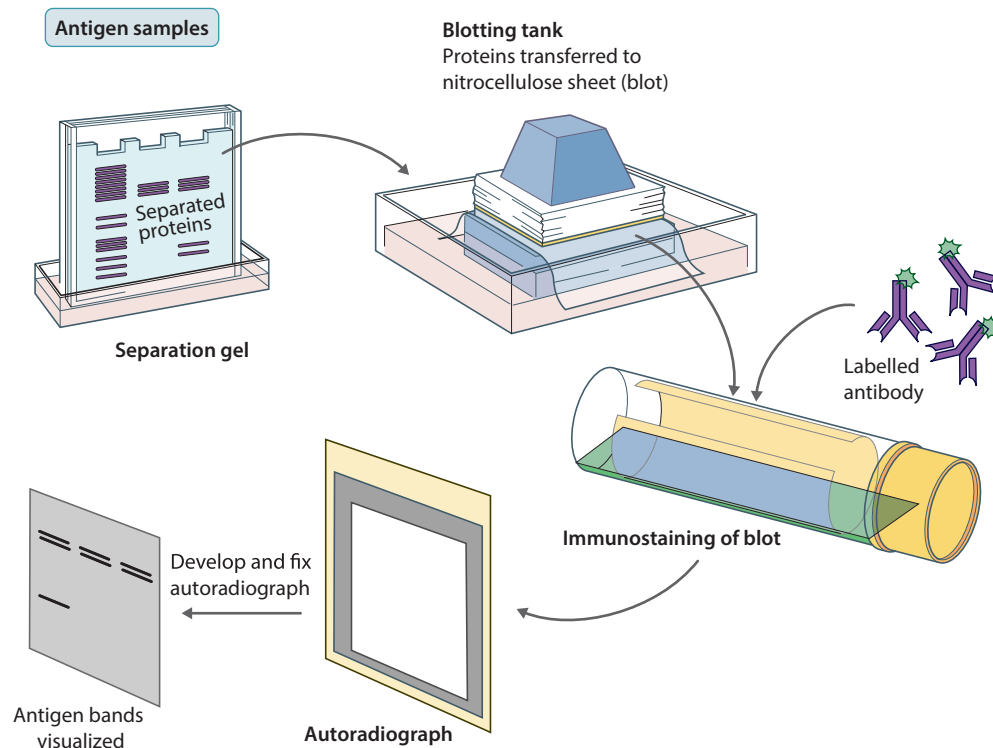 Antigen samples
Blotting tank
Proteins transferred to
nitrocellulose sheet (blot)
Separated
proteins
Separation gel
Labelled
antibody
Immunostaining of blot
Develop and fix
autoradiograph
Antigen bands
visualized
Autoradiograph